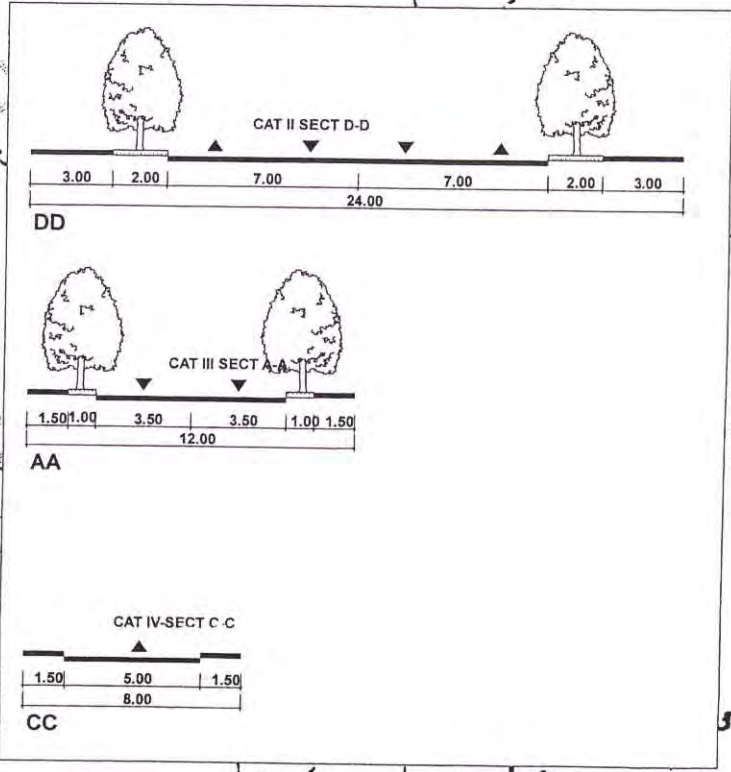 CAT II SECT D-D
3.00 2.00 7.00 7.00 2.00 3.00
24.00
DD
CAT III SECT A-A
1.50 1.00 3.50 3.50 1.00 1.50
12.00
AA
CAT IV-SECT C-C
1.50 5.00 1.50
8.00
CC
3